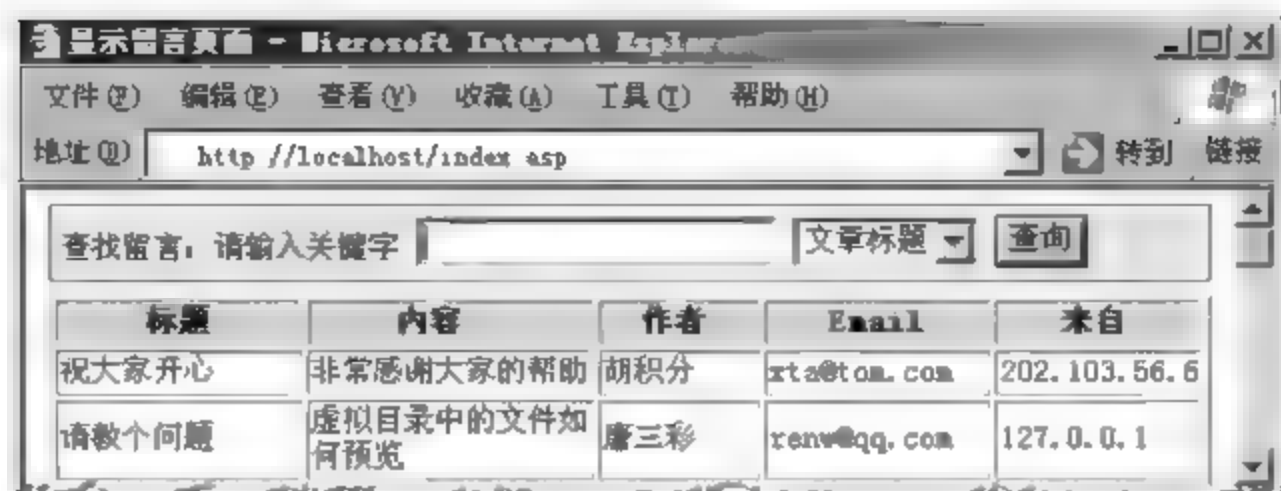 显示留言页面 - Microsoft Internet Explorer
文件(F) 编辑(E) 查看(V) 收藏(A) 工具(T) 帮助(H)
地址(D) http //localhost/index asp 转到 链接
查找留言：请输入关键字 文章标题 查询
标题 内容 作者 Email 来自
祝大家开心 非常感谢大家的帮助 胡积分 xta@tom.com 202.103.56.6
请教个问题 虚拟目录中的文件如何预览 唐三彩 renw@qq.com 127.0.0.1